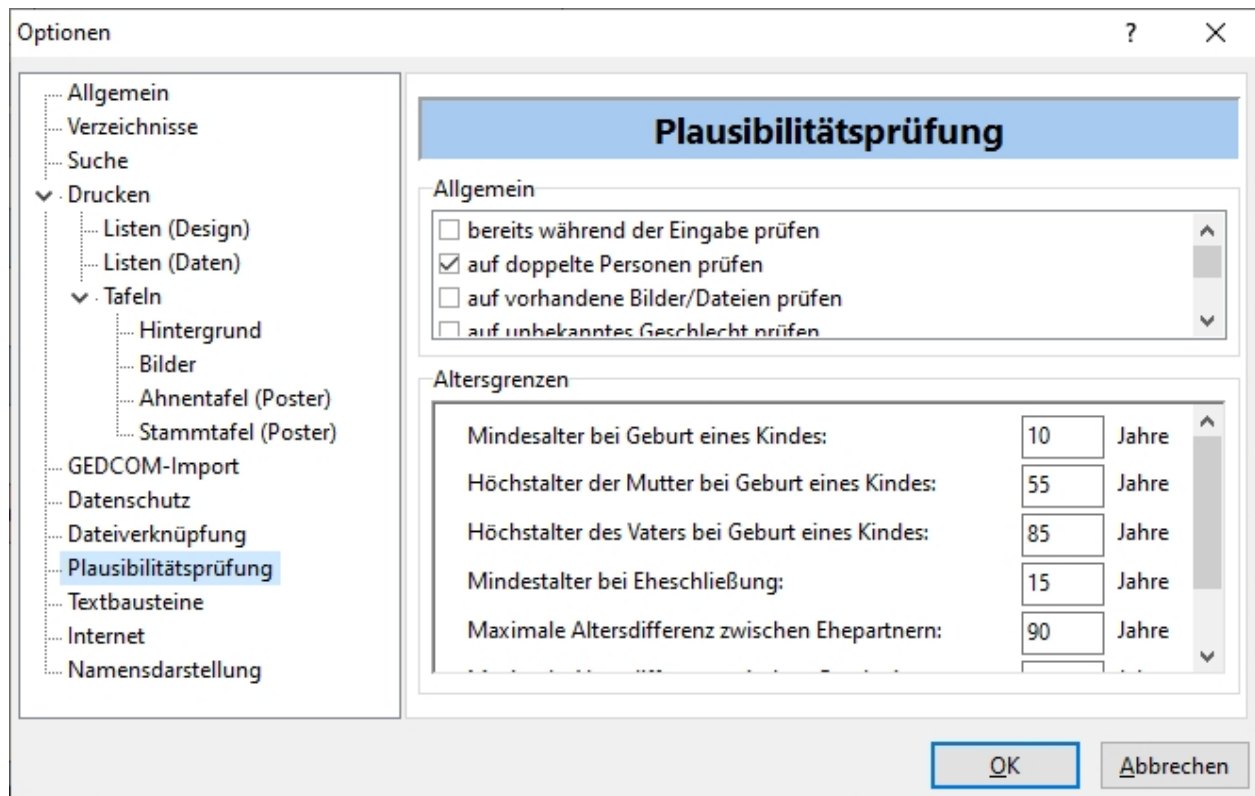 Optionen
Allgemein
Verzeichnisse
Suche
Drucken
Listen (Design)
Listen (Daten)
Tafeln
Hintergrund
Bilder
Ahnentafel (Poster)
Stammtafel (Poster)
GEDCOM-Import
Datenschutz
Dateiverknüpfung
Plausibilitätsprüfung
Textbausteine
Internet
Namensdarstellung
Plausibilitätsprüfung
Allgemein
bereits während der Eingabe prüfen
auf doppelte Personen prüfen
auf vorhandene Bilder/Dateien prüfen
auf unbekanntes Geschlecht prüfen
Altersgrenzen
Mindesalter bei Geburt eines Kindes: 10 Jahre
Höchstalter der Mutter bei Geburt eines Kindes: 55 Jahre
Höchstalter des Vaters bei Geburt eines Kindes: 85 Jahre
Mindestalter bei Eheschließung: 15 Jahre
Maximale Altersdifferenz zwischen Ehepartnern: 90 Jahre
OK Abbrechen